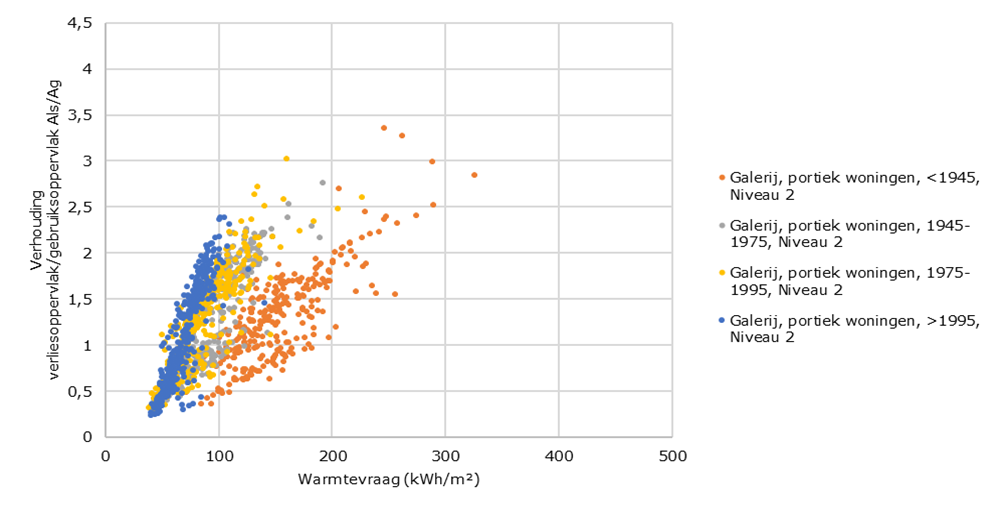 4,5
4
3,5
3
2,5
2
1,5
1
0,5
0
0
100
200
300
400
500
Verhouding
verliesoppervlak/gebruiksoppervlak Als/Ag
Warmtevraag (kWh/m²)
Galerij, portiek woningen, <1945,
Niveau 2
Galerij, portiek woningen, 1945-
1975, Niveau 2
Galerij, portiek woningen, 1975-
1995, Niveau 2
Galerij, portiek woningen, >1995,
Niveau 2